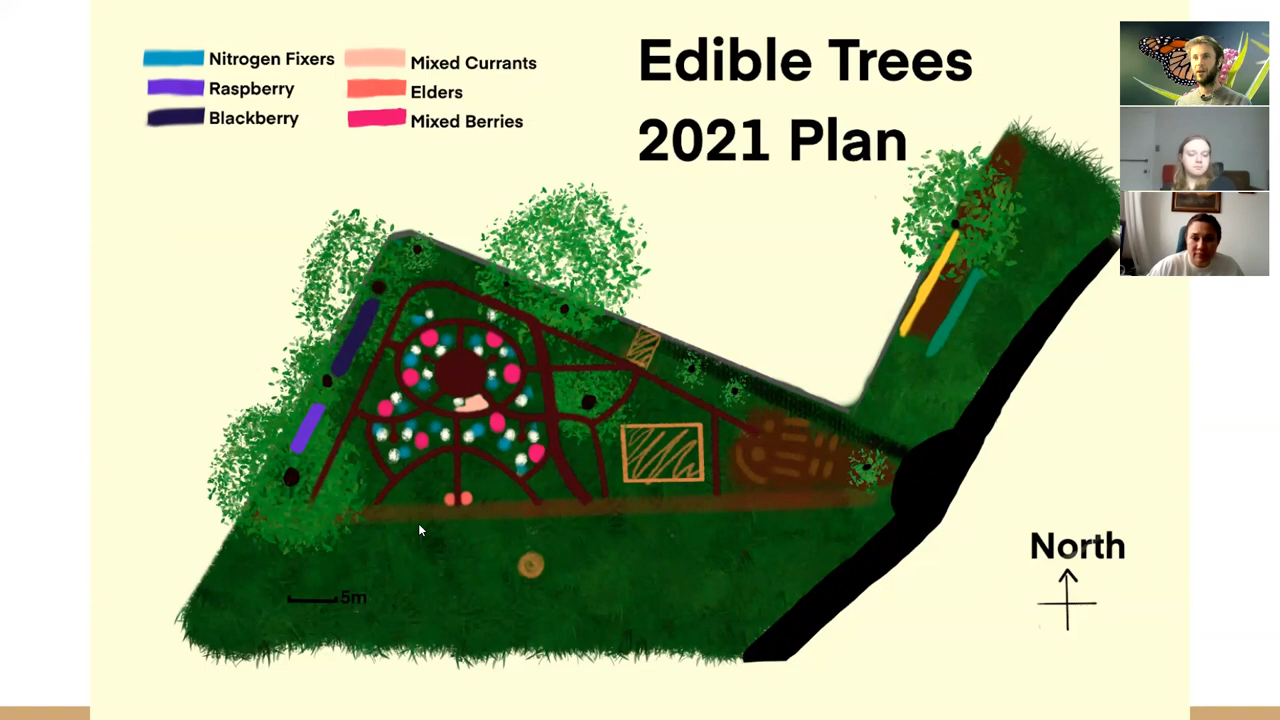 Edible Trees
2021 Plan
Nitrogen Fixers
Raspberry
Blackberry
Mixed Currants
Elders
Mixed Berries
North
5m